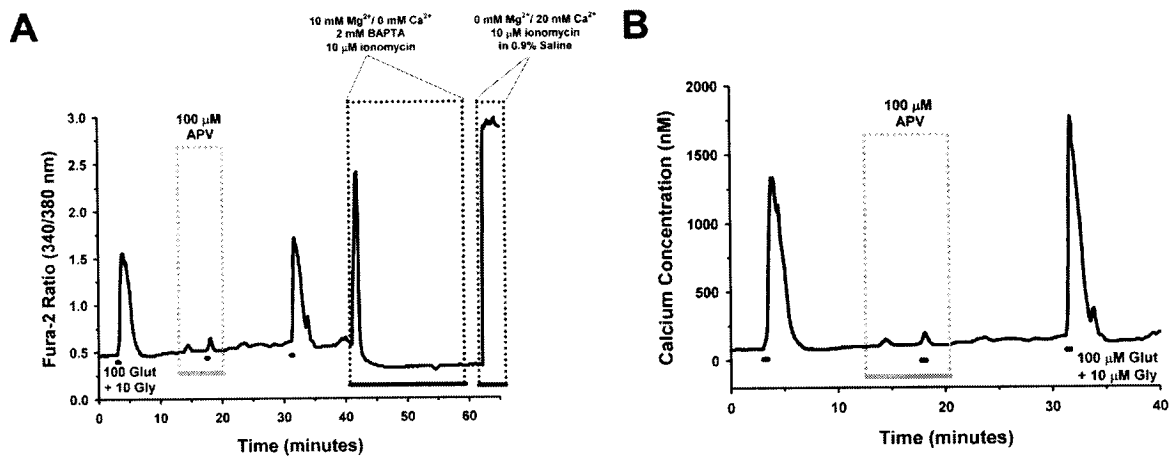 A
10 mM Mg²⁺/ 0 mM Ca²⁺
2 mM BAPTA
10 µM ionomycin
0 mM Mg²⁺/ 20 mM Ca²⁺
10 µM ionomycin
in 0.9% Saline
100 µM
APV
Fura-2 Ratio (340/380 nm)
3.0
2.5
2.0
1.5
1.0
0.5
0.0
100 Glut
+ 10 Gly
0
10
20
30
40
50
60
Time (minutes)
B
100 µM
APV
Calcium Concentration (nM)
2000
1750
1500
1250
1000
750
500
250
0
100 µM Glut
+ 10 µM Gly
0
10
20
30
40
Time (minutes)